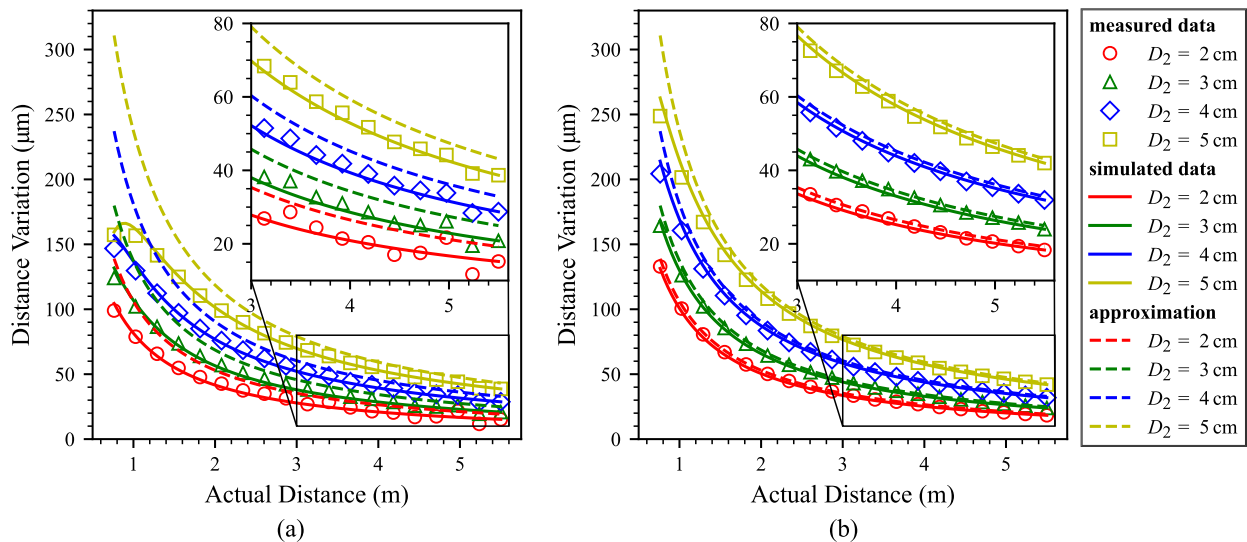 300
250
200
150
100
50
0
Distance Variation (μm)
80
60
40
20
3
4
5
1
2
3
4
5
Actual Distance (m)
(a)
300
250
200
150
100
50
0
Distance Variation (μm)
80
60
40
20
3
4
5
1
2
3
4
5
Actual Distance (m)
(b)
measured data
D₂ = 2 cm
D₂ = 3 cm
D₂ = 4 cm
D₂ = 5 cm
simulated data
D₂ = 2 cm
D₂ = 3 cm
D₂ = 4 cm
D₂ = 5 cm
approximation
D₂ = 2 cm
D₂ = 3 cm
D₂ = 4 cm
D₂ = 5 cm